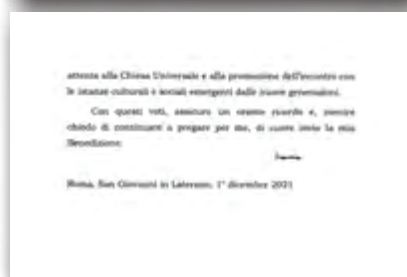 attenta alla Chiesa Universale e alla promozione dell'incontro con
le istanze culturali e sociali emergenti dalle nuove generazioni.
Con questi voti, assicuro un orante ricordo e, mentre
chiedo di continuare a pregare per me, di cuore invio la mia
Benedizione.
Roma, San Giovanni in Laterano, 1° dicembre 2021